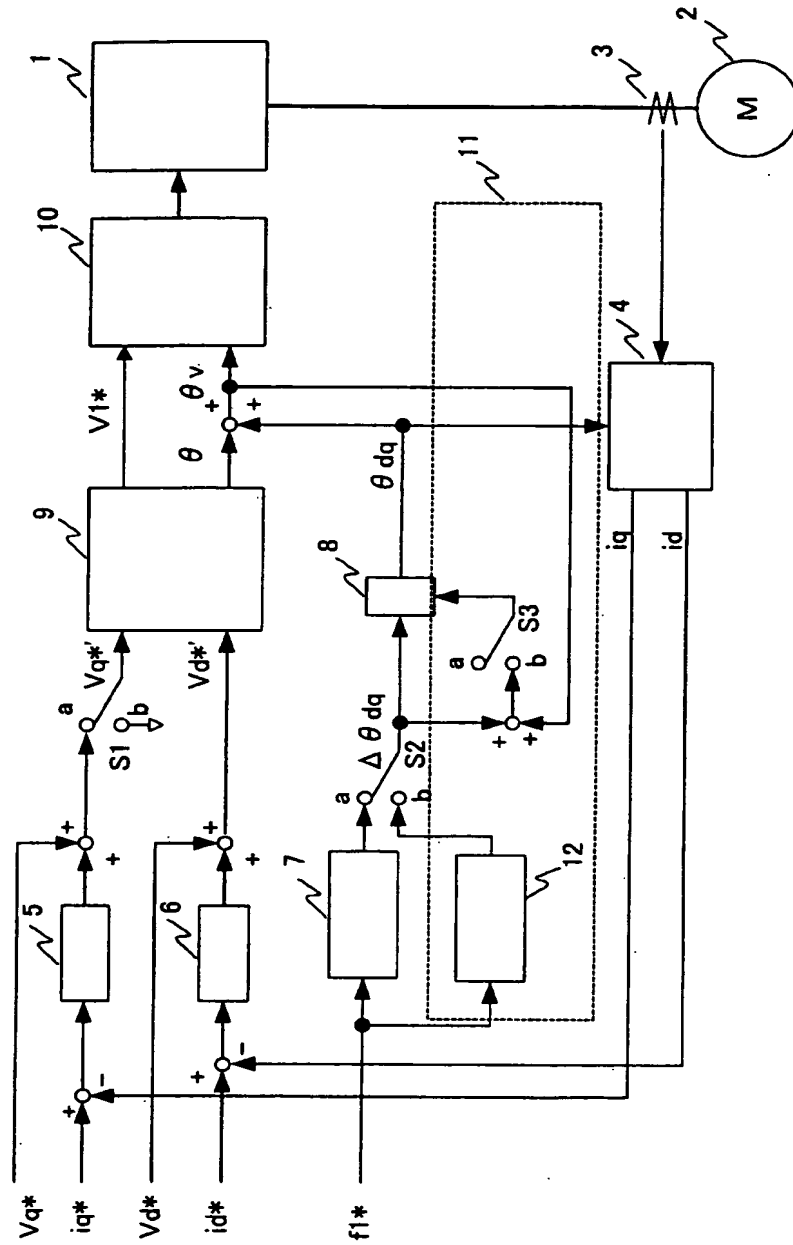 Vq*
iq*
Vd*
id*
f1*
+
-
+
-
5
6
7
12
+
+
+
+
a
S1
b
Vq*'
Vd*'
a
Δθdq
S2
b
+
+
a
S3
b
8
9
V1*
θ
+
+
θv
θdq
10
1
11
iq
id
4
3
2
M